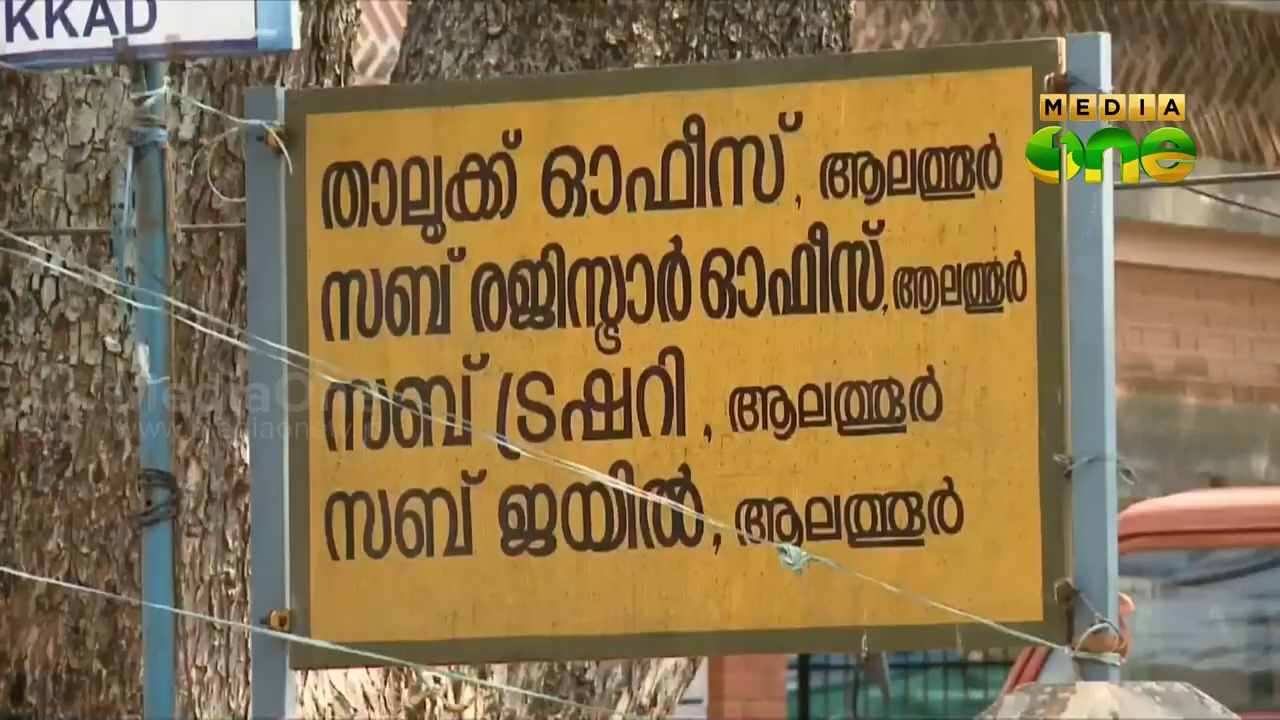 KKAD
MEDIA
one
താലൂക്ക് ഓഫീസ്, ആലത്തൂർ
സബ് രജിസ്ട്രാർ ഓഫീസ്, ആലത്തൂർ
സബ് ട്രഷറി, ആലത്തൂർ
സബ് ജയിൽ, ആലത്തൂർ